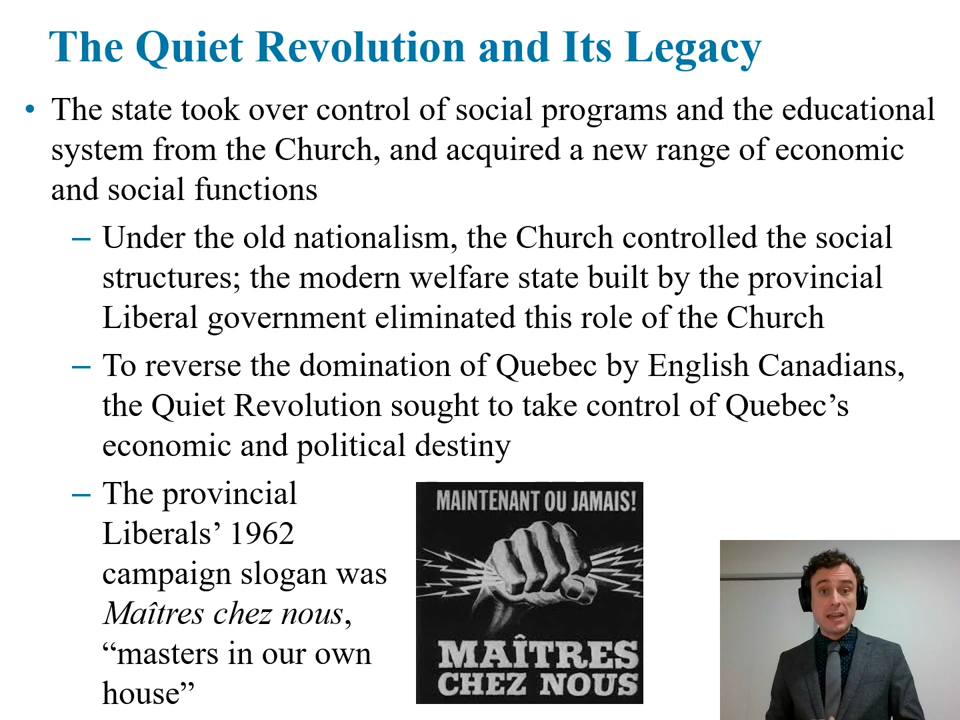 The Quiet Revolution and Its Legacy
• The state took over control of social programs and the educational
system from the Church, and acquired a new range of economic
and social functions
– Under the old nationalism, the Church controlled the social
structures; the modern welfare state built by the provincial
Liberal government eliminated this role of the Church
– To reverse the domination of Quebec by English Canadians,
the Quiet Revolution sought to take control of Quebec’s
economic and political destiny
– The provincial
Liberals’ 1962
campaign slogan was
Maîtres chez nous,
“masters in our own
house”
MAINTENANT OU JAMAIS!
MAÎTRES
CHEZ NOUS